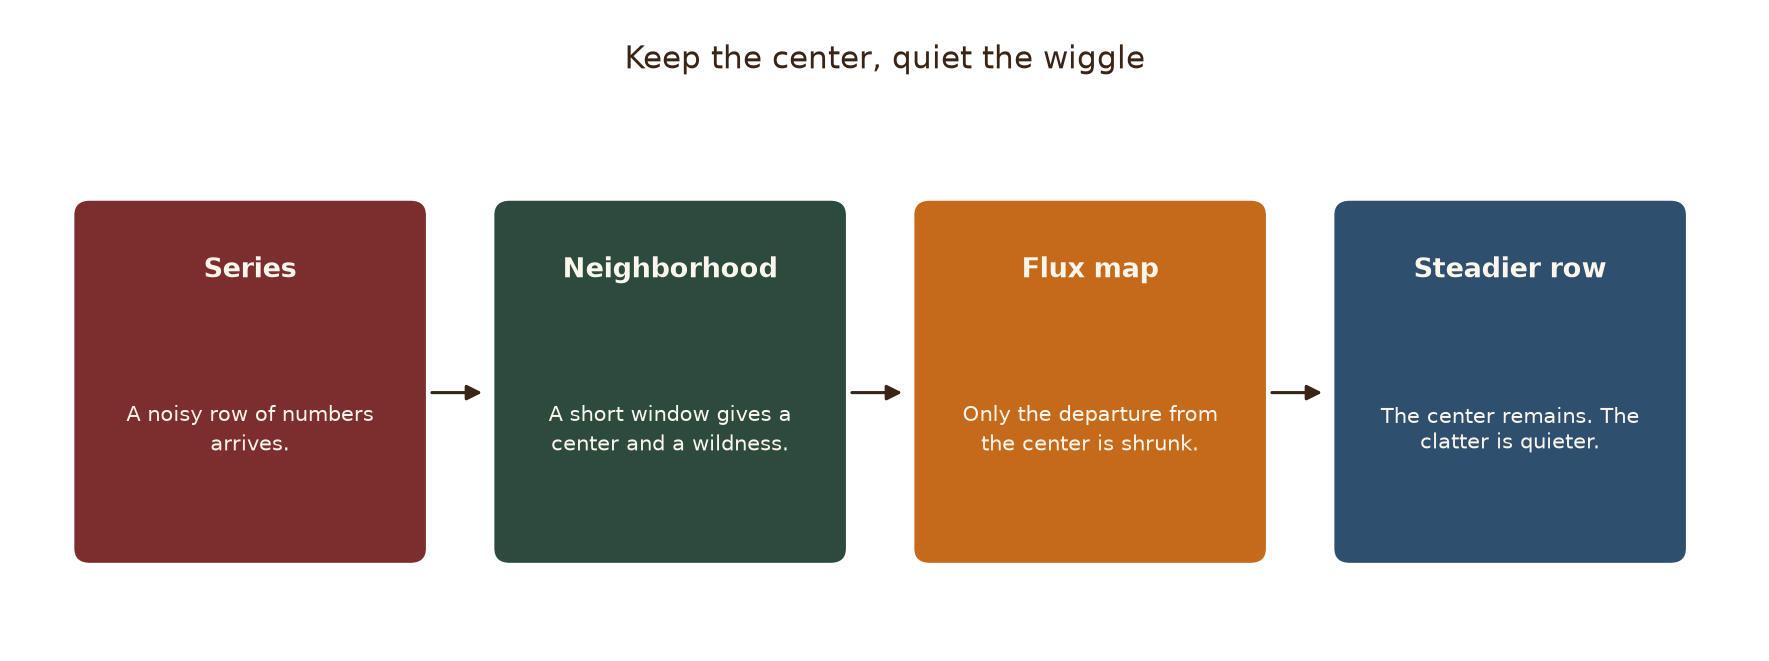 Keep the center, quiet the wiggle
Series
A noisy row of numbers
arrives.
Neighborhood
A short window gives a
center and a wildness.
Flux map
Only the departure from
the center is shrunk.
Steadier row
The center remains. The
clatter is quieter.